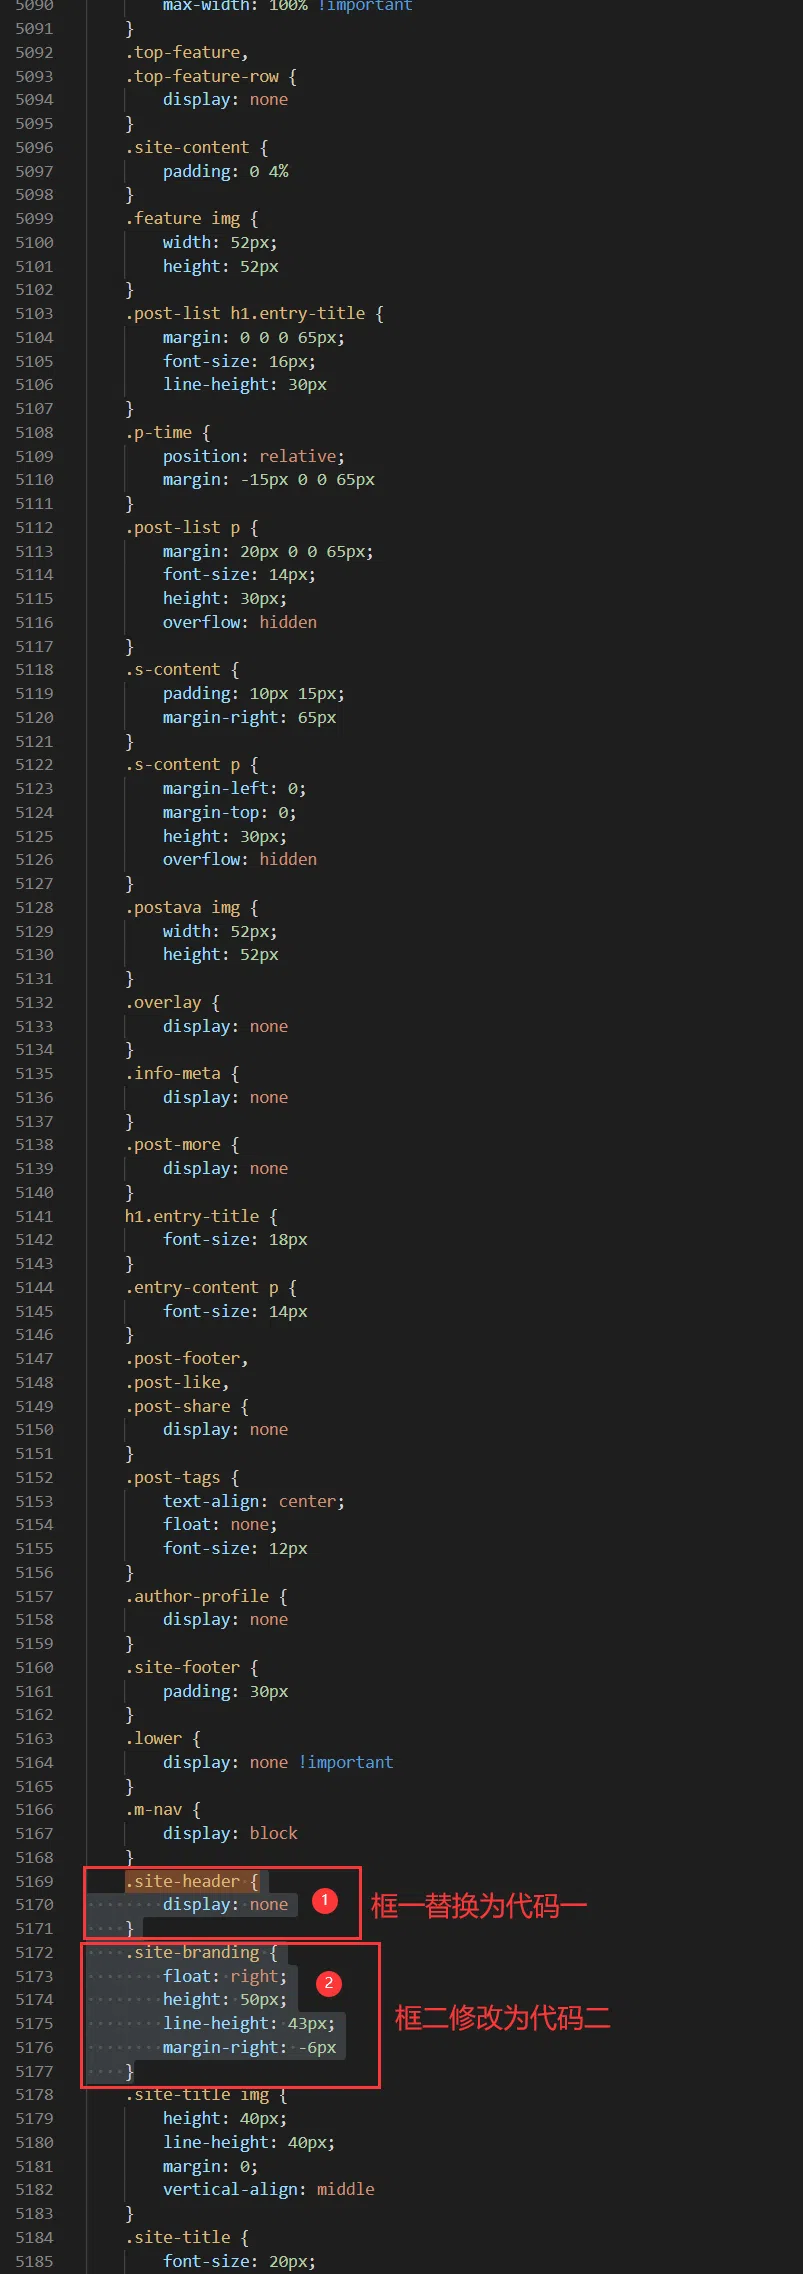 5090 max-width: 100% !important
5091 }
5092 .top-feature,
5093 .top-feature-row {
5094 display: none
5095 }
5096 .site-content {
5097 padding: 0 4%
5098 }
5099 .feature img {
5100 width: 52px;
5101 height: 52px
5102 }
5103 .post-list h1.entry-title {
5104 margin: 0 0 0 65px;
5105 font-size: 16px;
5106 line-height: 30px
5107 }
5108 .p-time {
5109 position: relative;
5110 margin: -15px 0 0 65px
5111 }
5112 .post-list p {
5113 margin: 20px 0 0 65px;
5114 font-size: 14px;
5115 height: 30px;
5116 overflow: hidden
5117 }
5118 .s-content {
5119 padding: 10px 15px;
5120 margin-right: 65px
5121 }
5122 .s-content p {
5123 margin-left: 0;
5124 margin-top: 0;
5125 height: 30px;
5126 overflow: hidden
5127 }
5128 .postava img {
5129 width: 52px;
5130 height: 52px
5131 }
5132 .overlay {
5133 display: none
5134 }
5135 .info-meta {
5136 display: none
5137 }
5138 .post-more {
5139 display: none
5140 }
5141 h1.entry-title {
5142 font-size: 18px
5143 }
5144 .entry-content p {
5145 font-size: 14px
5146 }
5147 .post-footer,
5148 .post-like,
5149 .post-share {
5150 display: none
5151 }
5152 .post-tags {
5153 text-align: center;
5154 float: none;
5155 font-size: 12px
5156 }
5157 .author-profile {
5158 display: none
5159 }
5160 .site-footer {
5161 padding: 30px
5162 }
5163 .lower {
5164 display: none !important
5165 }
5166 .m-nav {
5167 display: block
5168 }
5169 .site-header {
5170 display: none 1 框一替换为代码一
5171 }
5172 .site-branding {
5173 float: right; 2
5174 height: 50px; 框二修改为代码二
5175 line-height: 43px;
5176 margin-right: -6px
5177 }
5178 .site-title img {
5179 height: 40px;
5180 line-height: 40px;
5181 margin: 0;
5182 vertical-align: middle
5183 }
5184 .site-title {
5185 font-size: 20px;